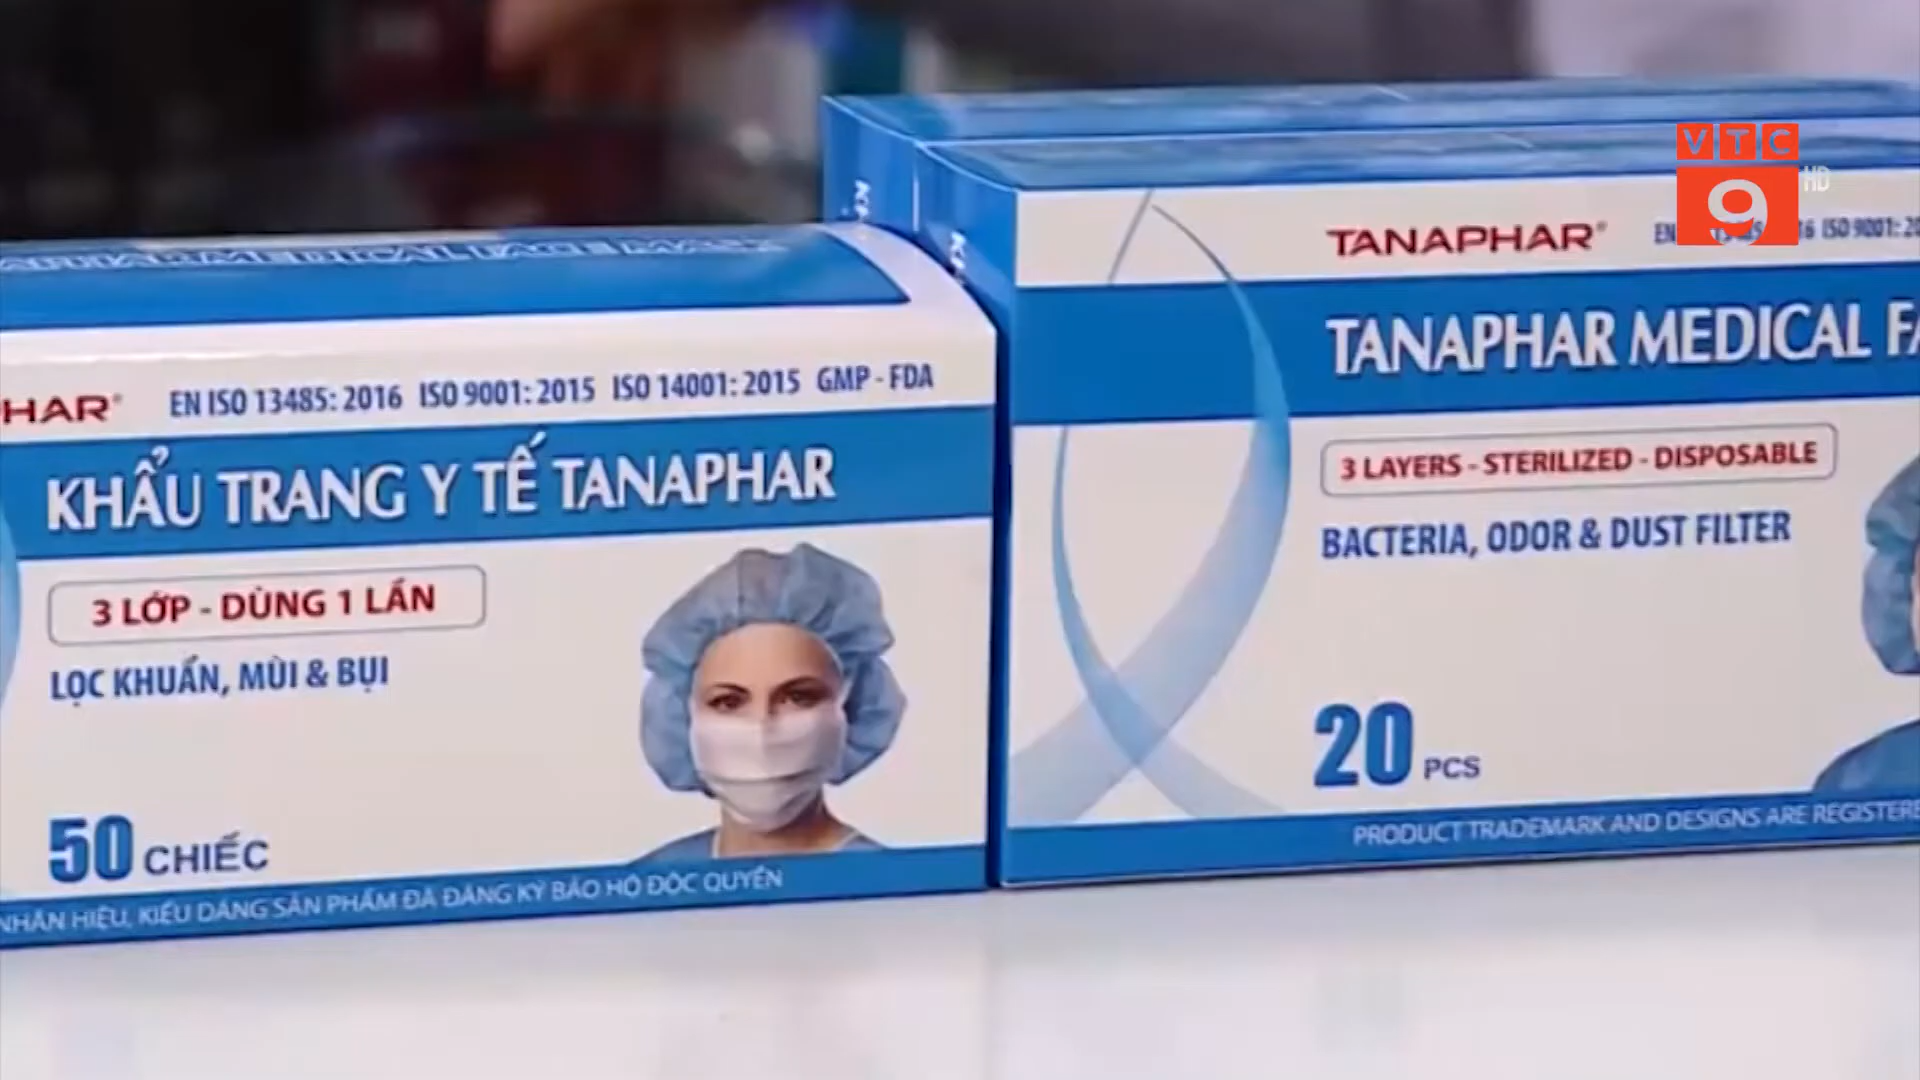 VTC
9 HD
HAR®
EN ISO 13485: 2016 ISO 9001: 2015 ISO 14001: 2015 GMP - FDA
KHẨU TRANG Y TẾ TANAPHAR
3 LỚP - DÙNG 1 LẦN
LỌC KHUẨN, MÙI & BỤI
50 CHIẾC
NHÃN HIỆU, KIỂU DÁNG SẢN PHẨM ĐÃ ĐĂNG KÝ BẢO HỘ ĐỘC QUYỀN
TANAPHAR®
EN ISO 9001: 20
TANAPHAR MEDICAL FA
3 LAYERS - STERILIZED - DISPOSABLE
BACTERIA, ODOR & DUST FILTER
20 PCS
PRODUCT TRADEMARK AND DESIGNS ARE REGISTERE